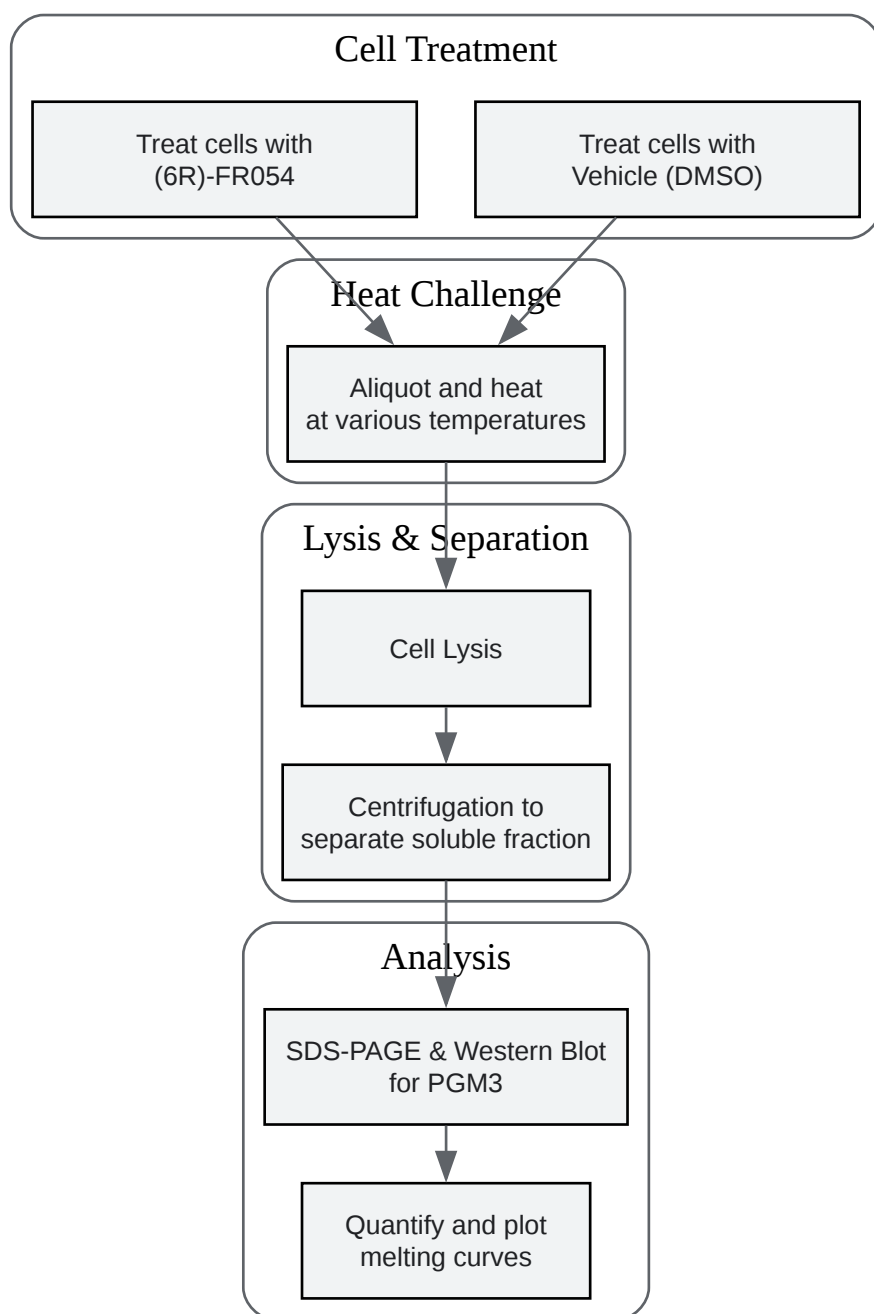 Cell Treatment
Treat cells with
(6R)-FR054
Treat cells with
Vehicle (DMSO)
Heat Challenge
Aliquot and heat
at various temperatures
Lysis & Separation
Cell Lysis
Centrifugation to
separate soluble fraction
Analysis
SDS-PAGE & Western Blot
for PGM3
Quantify and plot
melting curves